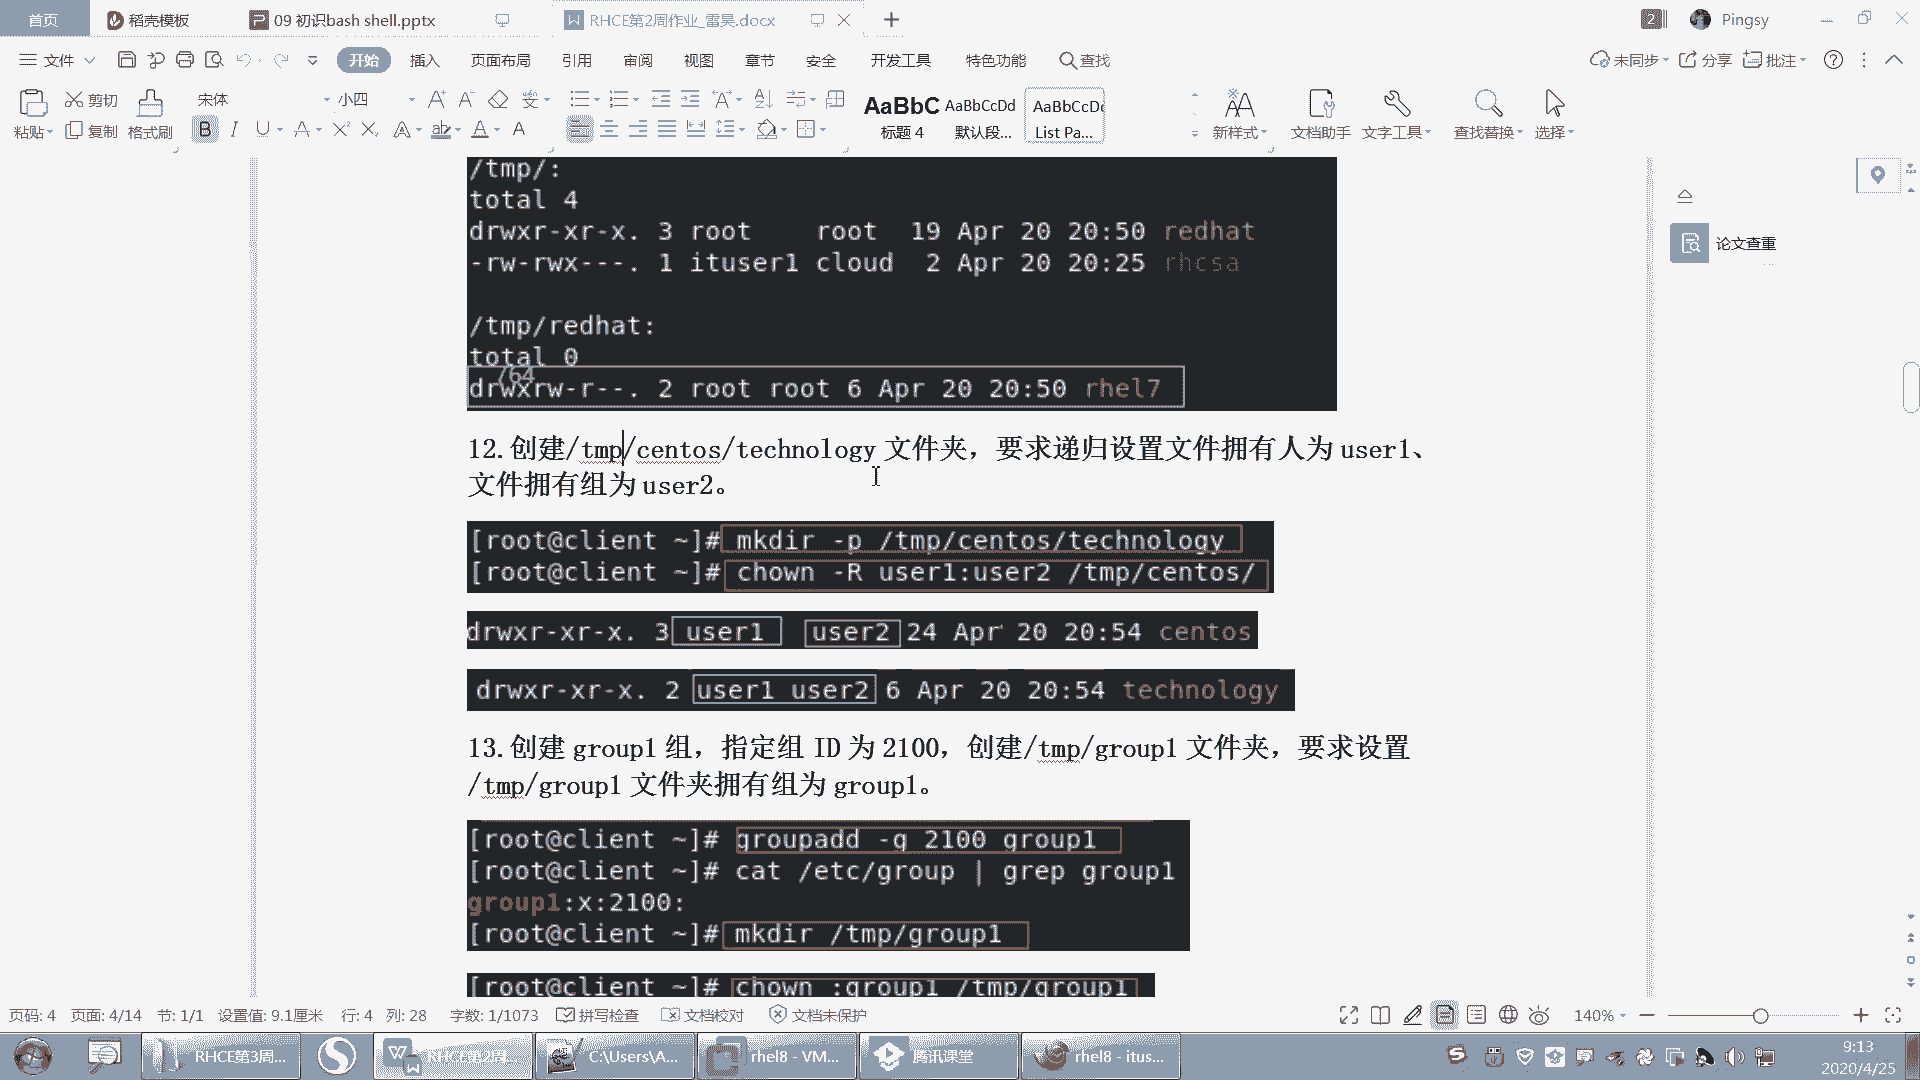 首页 稻壳模板 09 初识bash shell.pptx RHCE第2周作业_雷昊.docx + 2 Pingsy
文件 开始 插入 页面布局 引用 审阅 视图 章节 安全 开发工具 特色功能 查找 未同步 分享 批注
粘贴 剪切 复制 格式刷 宋体 小四 AaBbC 标题 4 AaBbCcDd 默认段... AaBbCcDd List Pa... 新样式 文档助手 文字工具 查找替换 选择
/tmp/:
total 4
drwxr-xr-x. 3 root root 19 Apr 20 20:50 redhat
-rw-rwx---. 1 ituser1 cloud 2 Apr 20 20:25 rhcsa
/tmp/redhat:
total 0
drwxrw-r--. 2 root root 6 Apr 20 20:50 rhel7
论文查重
12.创建/tmp/centos/technology 文件夹，要求递归设置文件拥有人为 user1、
文件拥有组为 user2。
[root@client ~]# mkdir -p /tmp/centos/technology
[root@client ~]# chown -R user1:user2 /tmp/centos/
drwxr-xr-x. 3 user1 user2 24 Apr 20 20:54 centos
drwxr-xr-x. 2 user1 user2 6 Apr 20 20:54 technology
13.创建 group1 组，指定组 ID 为 2100，创建/tmp/group1 文件夹，要求设置
/tmp/group1 文件夹拥有组为 group1。
[root@client ~]# groupadd -g 2100 group1
[root@client ~]# cat /etc/group | grep group1
group1:x:2100:
[root@client ~]# mkdir /tmp/group1
[root@client ~]# chown :group1 /tmp/group1
页码: 4 页面: 4/14 节: 1/1 设置值: 9.1厘米 行: 4 列: 28 字数: 1/1073 拼写检查 文档校对 文档未保护 140%
RHCE第3周... RHCE第2周... C:\Users\A... rhel8 - VM... 腾讯课堂 rhel8 - itus... 9:13
2020/4/25